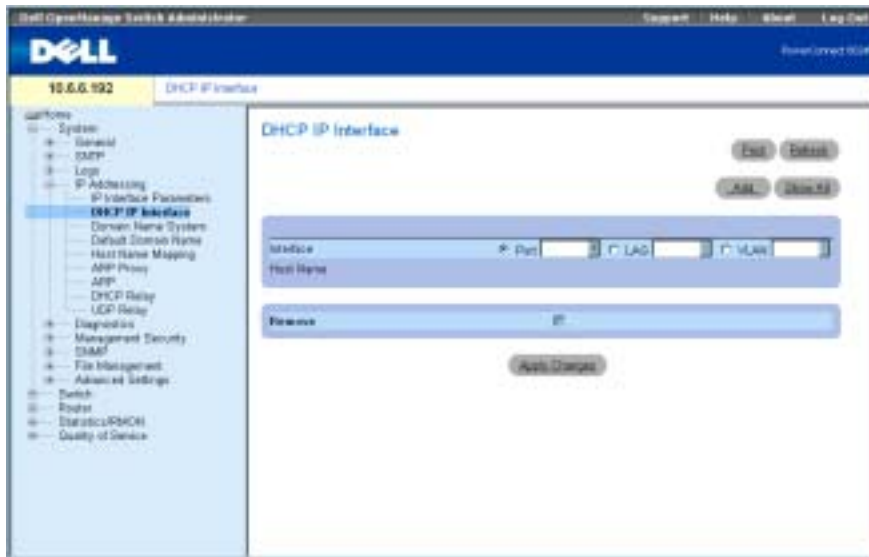 Dell OpenManage Switch Administrator
Support Help About Log Out
DELL
10.6.6.192
DHCP IP Interface
Home
System
General
SNTP
Logs
IP Addressing
IP Interface Parameters
DHCP IP Interface
Domain Name System
Default Domain Name
Host Name Mapping
ARP Proxy
ARP
DHCP Relay
UDP Relay
Diagnostics
Management Security
SNMP
File Management
Advanced Settings
Switch
Router
Statistics/RMON
Quality of Service
DHCP IP Interface
Print Refresh
Add Show All
Interface Port LAG VLAN
Host Name
Remove
Apply Changes